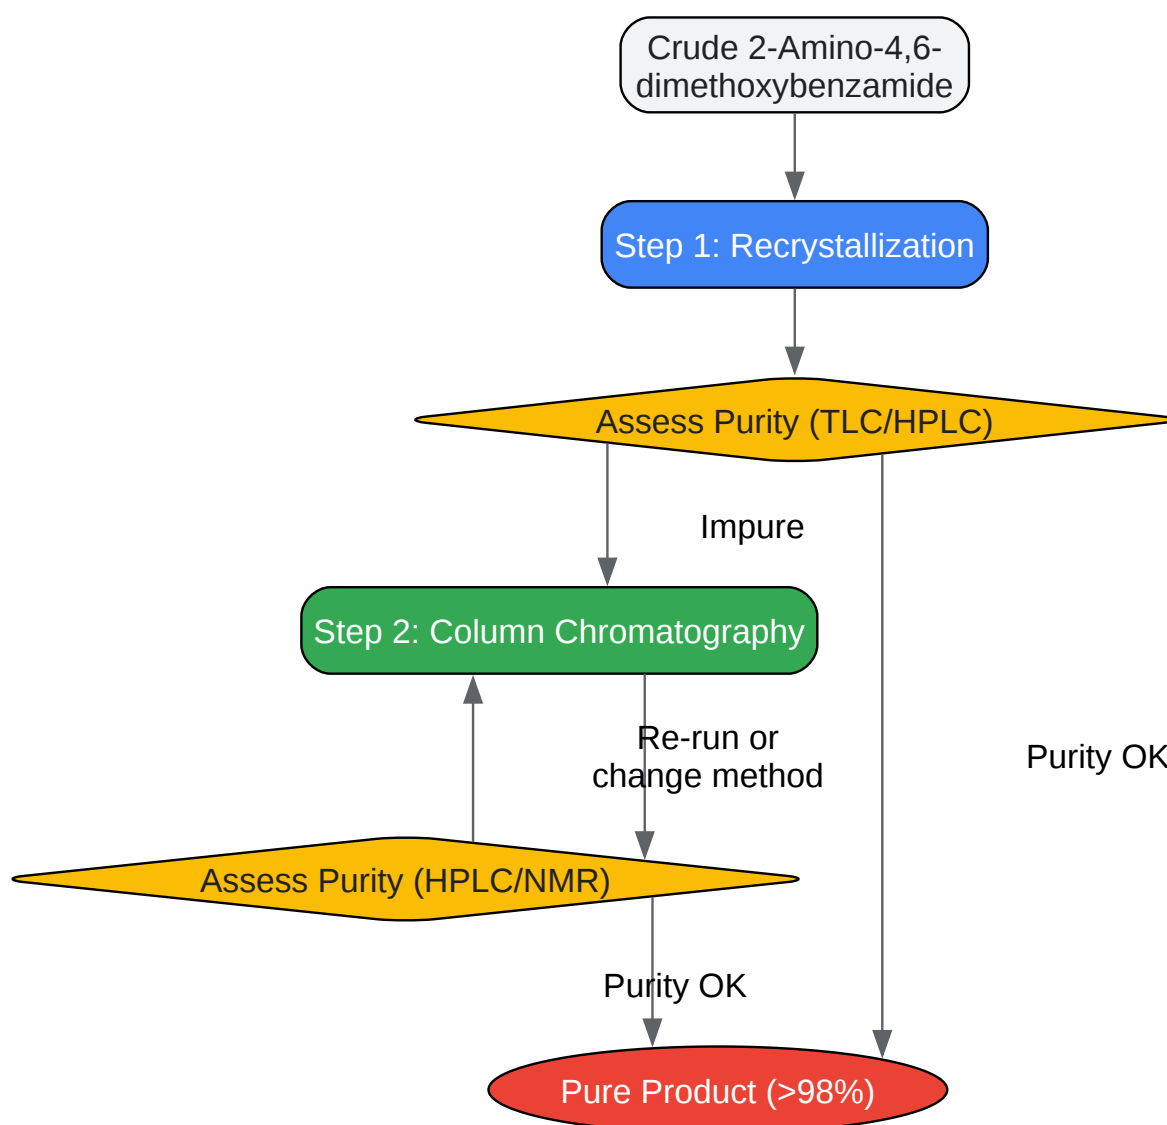 Crude 2-Amino-4,6-
dimethoxybenzamide
Step 1: Recrystallization
Assess Purity (TLC/HPLC)
Impure
Step 2: Column Chromatography
Re-run or
change method
Purity OK
Assess Purity (HPLC/NMR)
Purity OK
Pure Product (>98%)